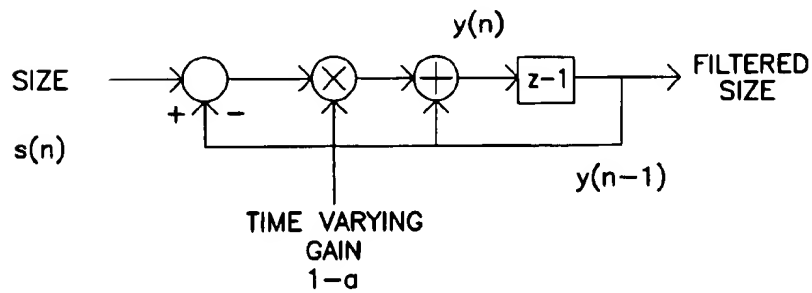 y(n)
SIZE
+
−
×
+
z−1
FILTERED
SIZE
s(n)
y(n−1)
TIME VARYING
GAIN
1−a